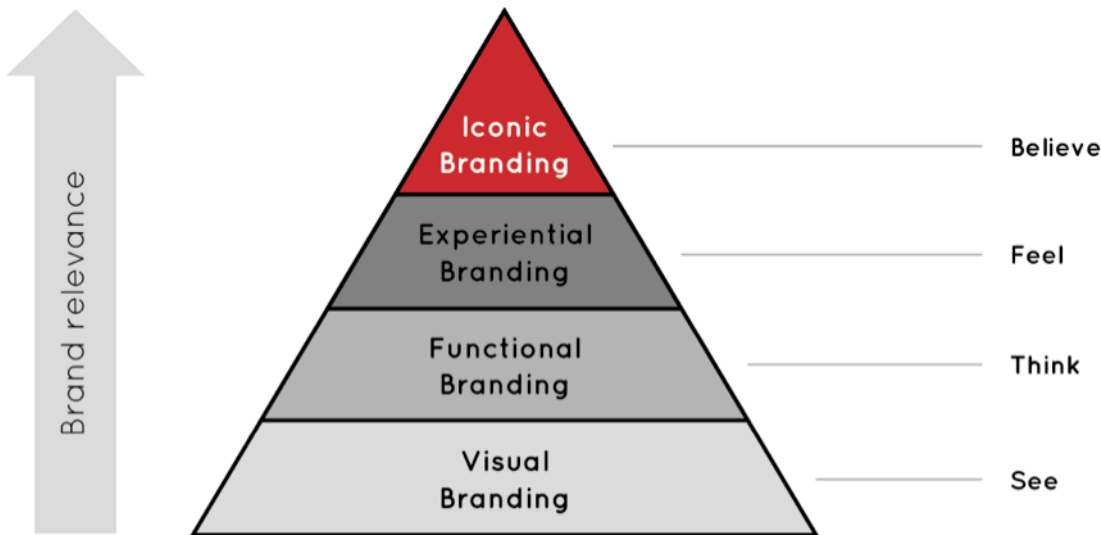 Brand relevance
Iconic
Branding
Believe
Experiential
Branding
Feel
Functional
Branding
Think
Visual
Branding
See